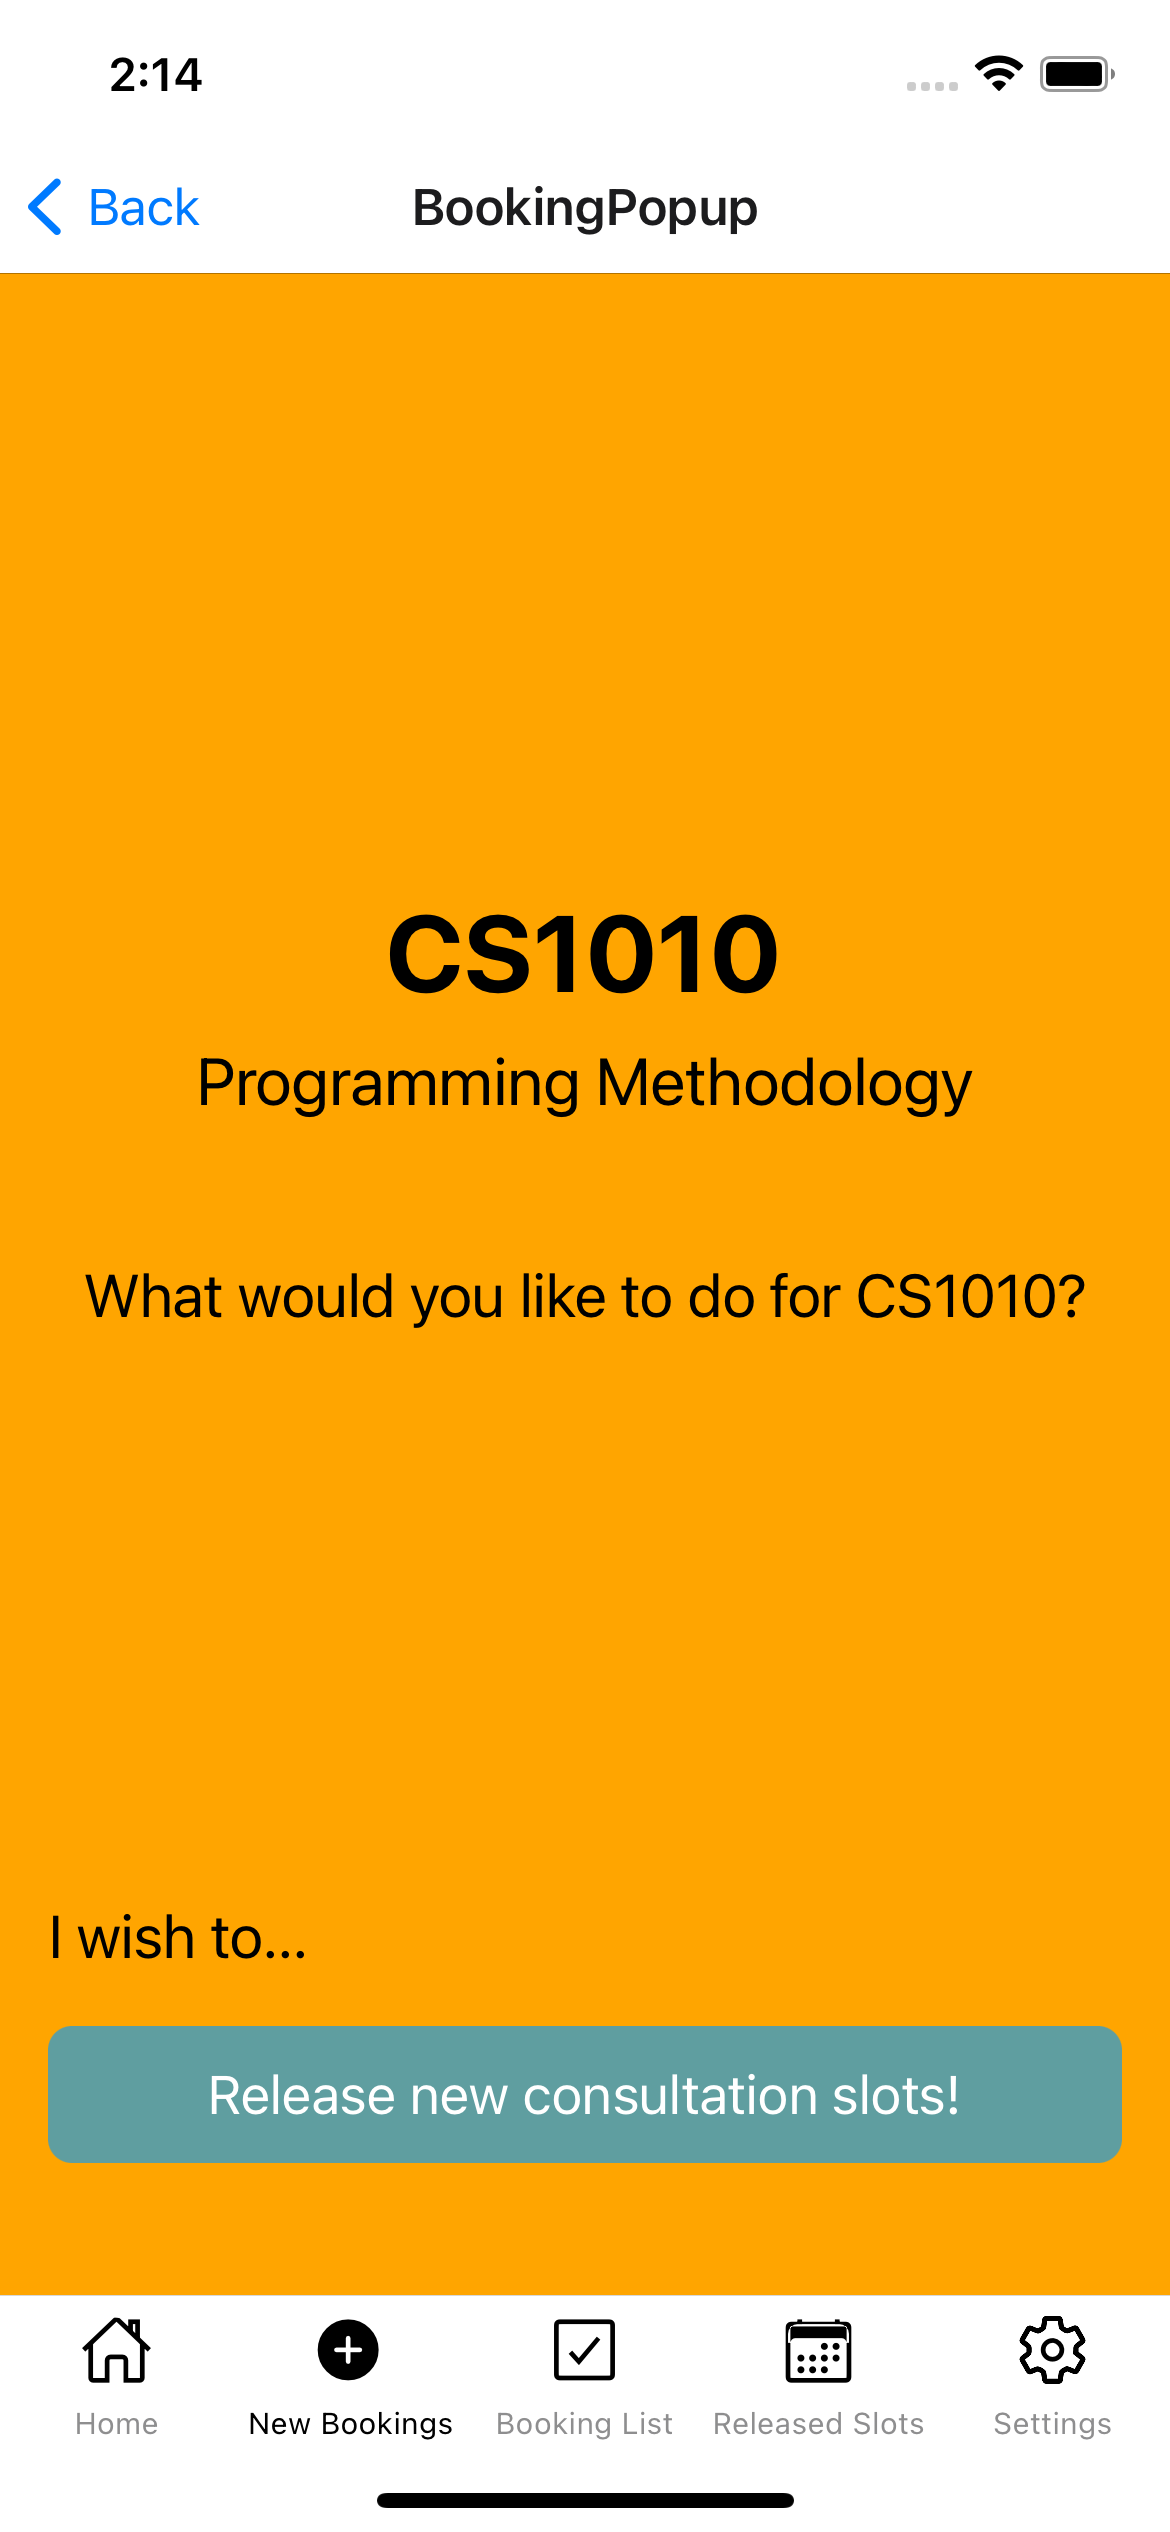 2:14
Back
BookingPopup
CS1010
Programming Methodology
What would you like to do for CS1010?
I wish to...
Release new consultation slots!
Home
New Bookings
Booking List
Released Slots
Settings